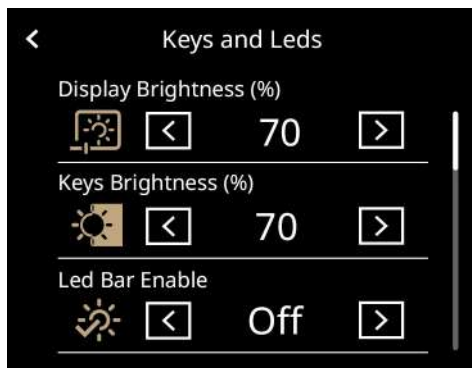 Keys and Leds
Display Brightness (%)
70
Keys Brightness (%)
70
Led Bar Enable
Off